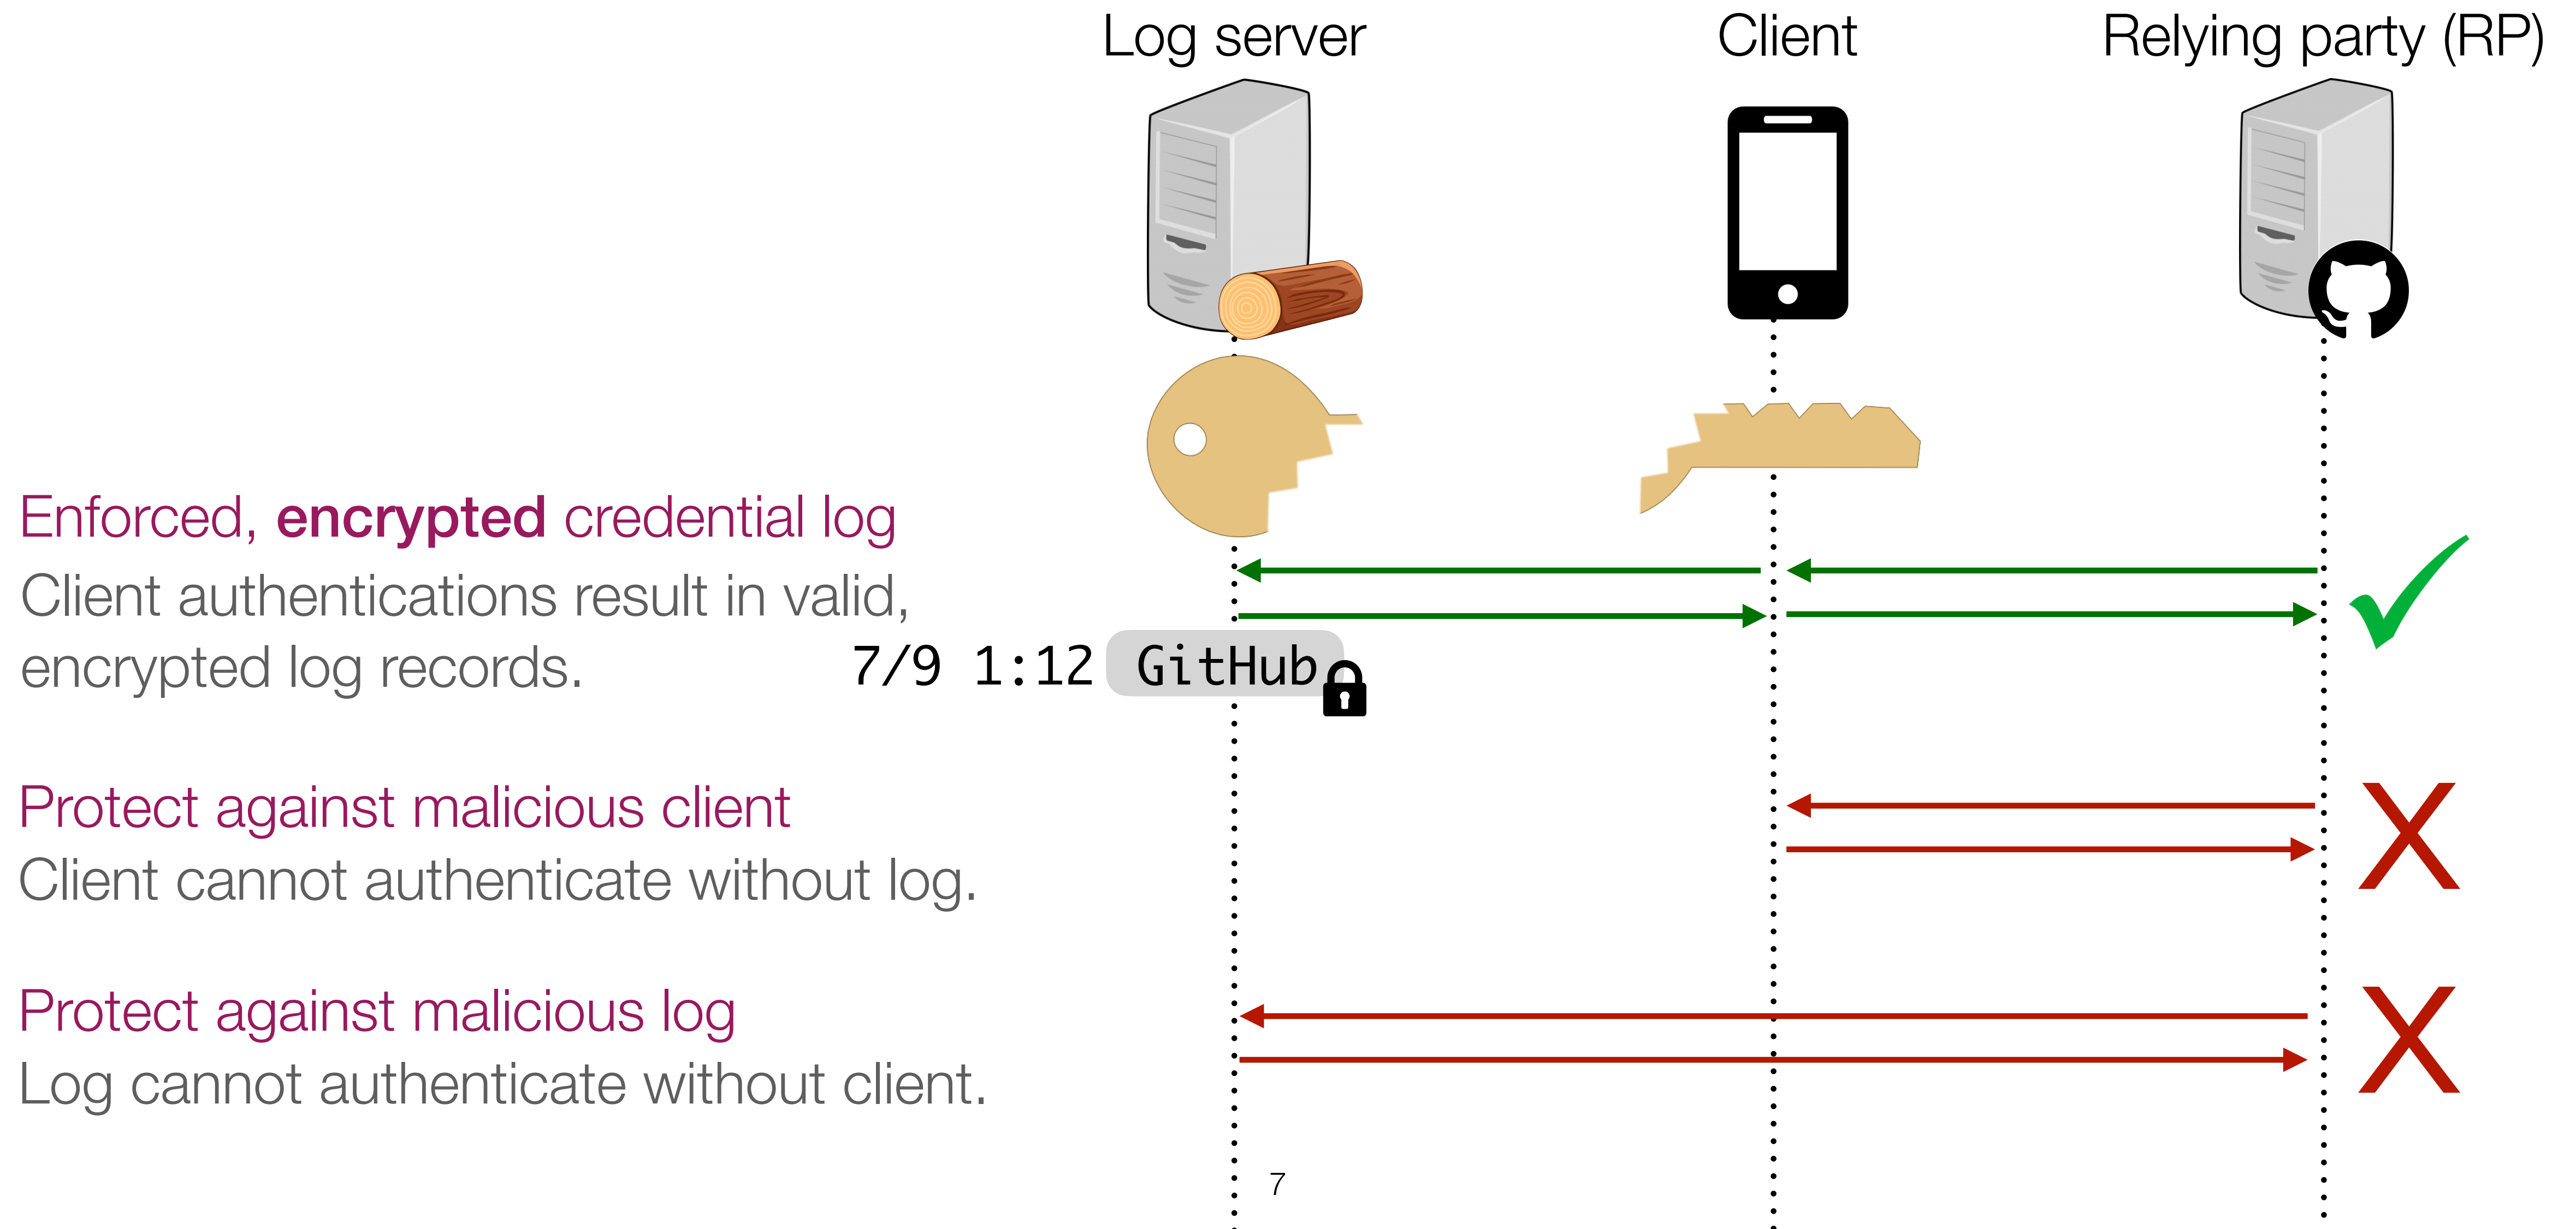 Log server
Client
Relying party (RP)
Enforced, encrypted credential log
Client authentications result in valid,
encrypted log records.
7/9 1:12 GitHub
Protect against malicious client
Client cannot authenticate without log.
X
Protect against malicious log
Log cannot authenticate without client.
X
7